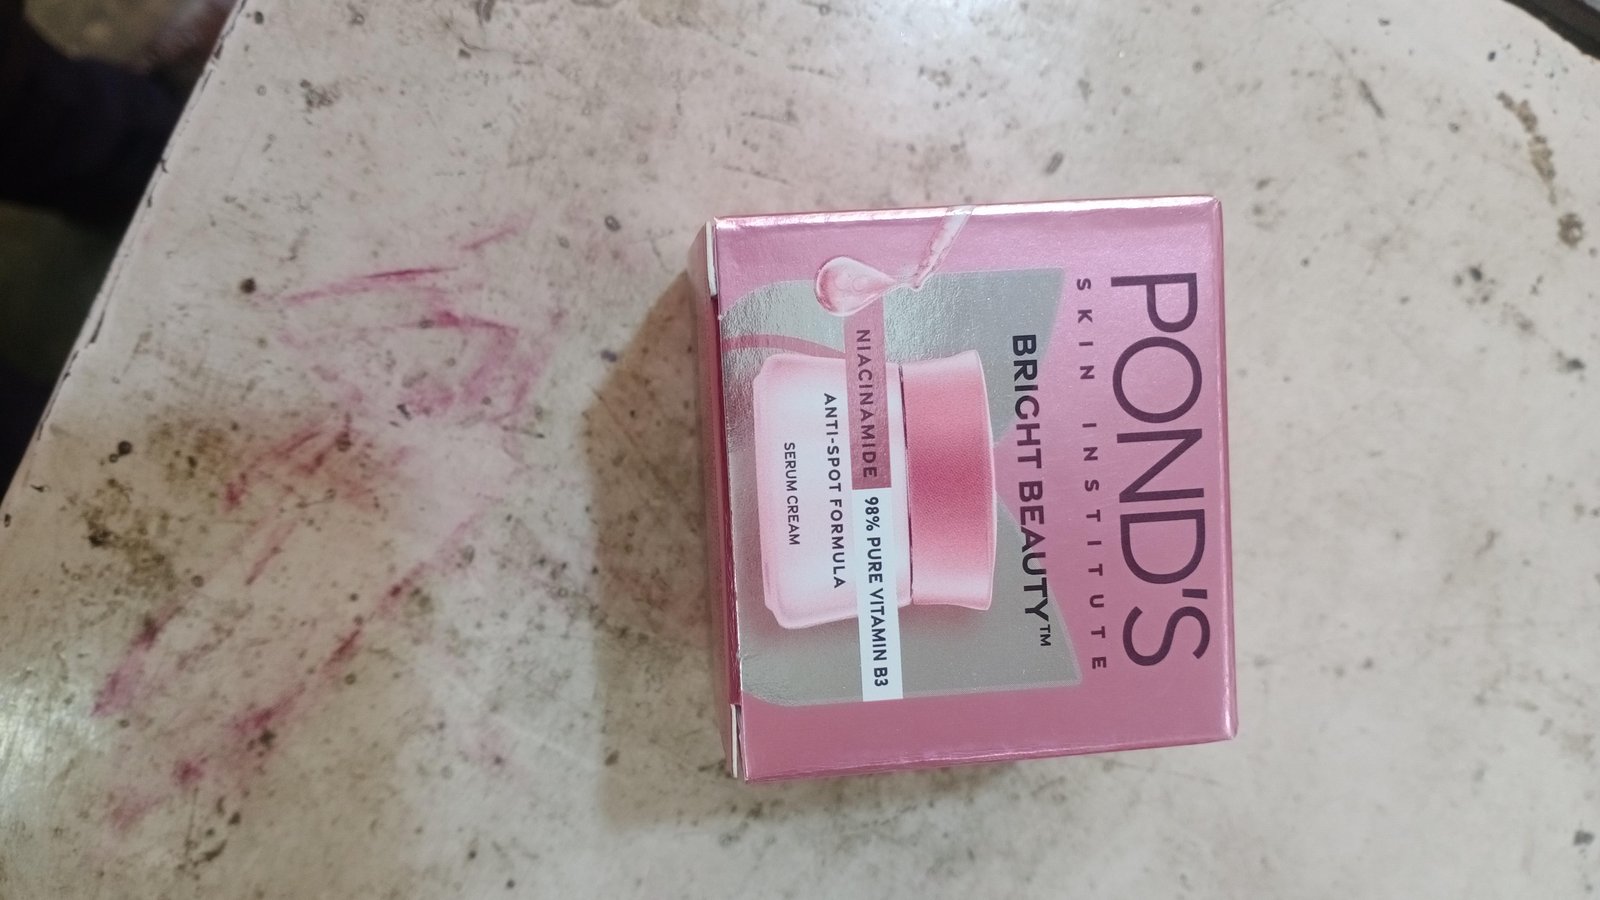 POND'S
SKIN INSTITUTE
BRIGHT BEAUTY™
NIACINAMIDE 98% PURE VITAMIN B3
ANTI-SPOT FORMULA
SERUM CREAM